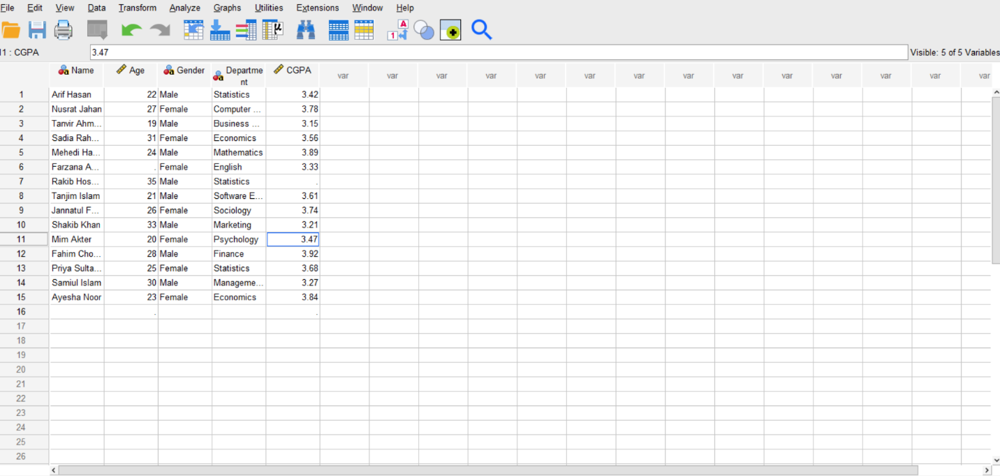 File Edit View Data Transform Analyze Graphs Utilities Extensions Window Help
A
1
μ
11 : CGPA 3.47 Visible: 5 of 5 Variables
Name Age Gender Departme
nt CGPA var var var var var var var var var var var var var var
1 Arif Hasan 22 Male Statistics 3.42
2 Nusrat Jahan 27 Female Computer ... 3.78
3 Tanvir Ahm... 19 Male Business ... 3.15
4 Sadia Rah... 31 Female Economics 3.56
5 Mehedi Ha... 24 Male Mathematics 3.89
6 Farzana A... . Female English 3.33
7 Rakib Hos... 35 Male Statistics .
8 Tanjim Islam 21 Male Software E... 3.61
9 Jannatul F... 26 Female Sociology 3.74
10 Shakib Khan 33 Male Marketing 3.21
11 Mim Akter 20 Female Psychology 3.47
12 Fahim Cho... 28 Male Finance 3.92
13 Priya Sulta... 25 Female Statistics 3.68
14 Samiul Islam 30 Male Manageme... 3.27
15 Ayesha Noor 23 Female Economics 3.84
16 . .
17
18
19
20
21
22
23
24
25
26